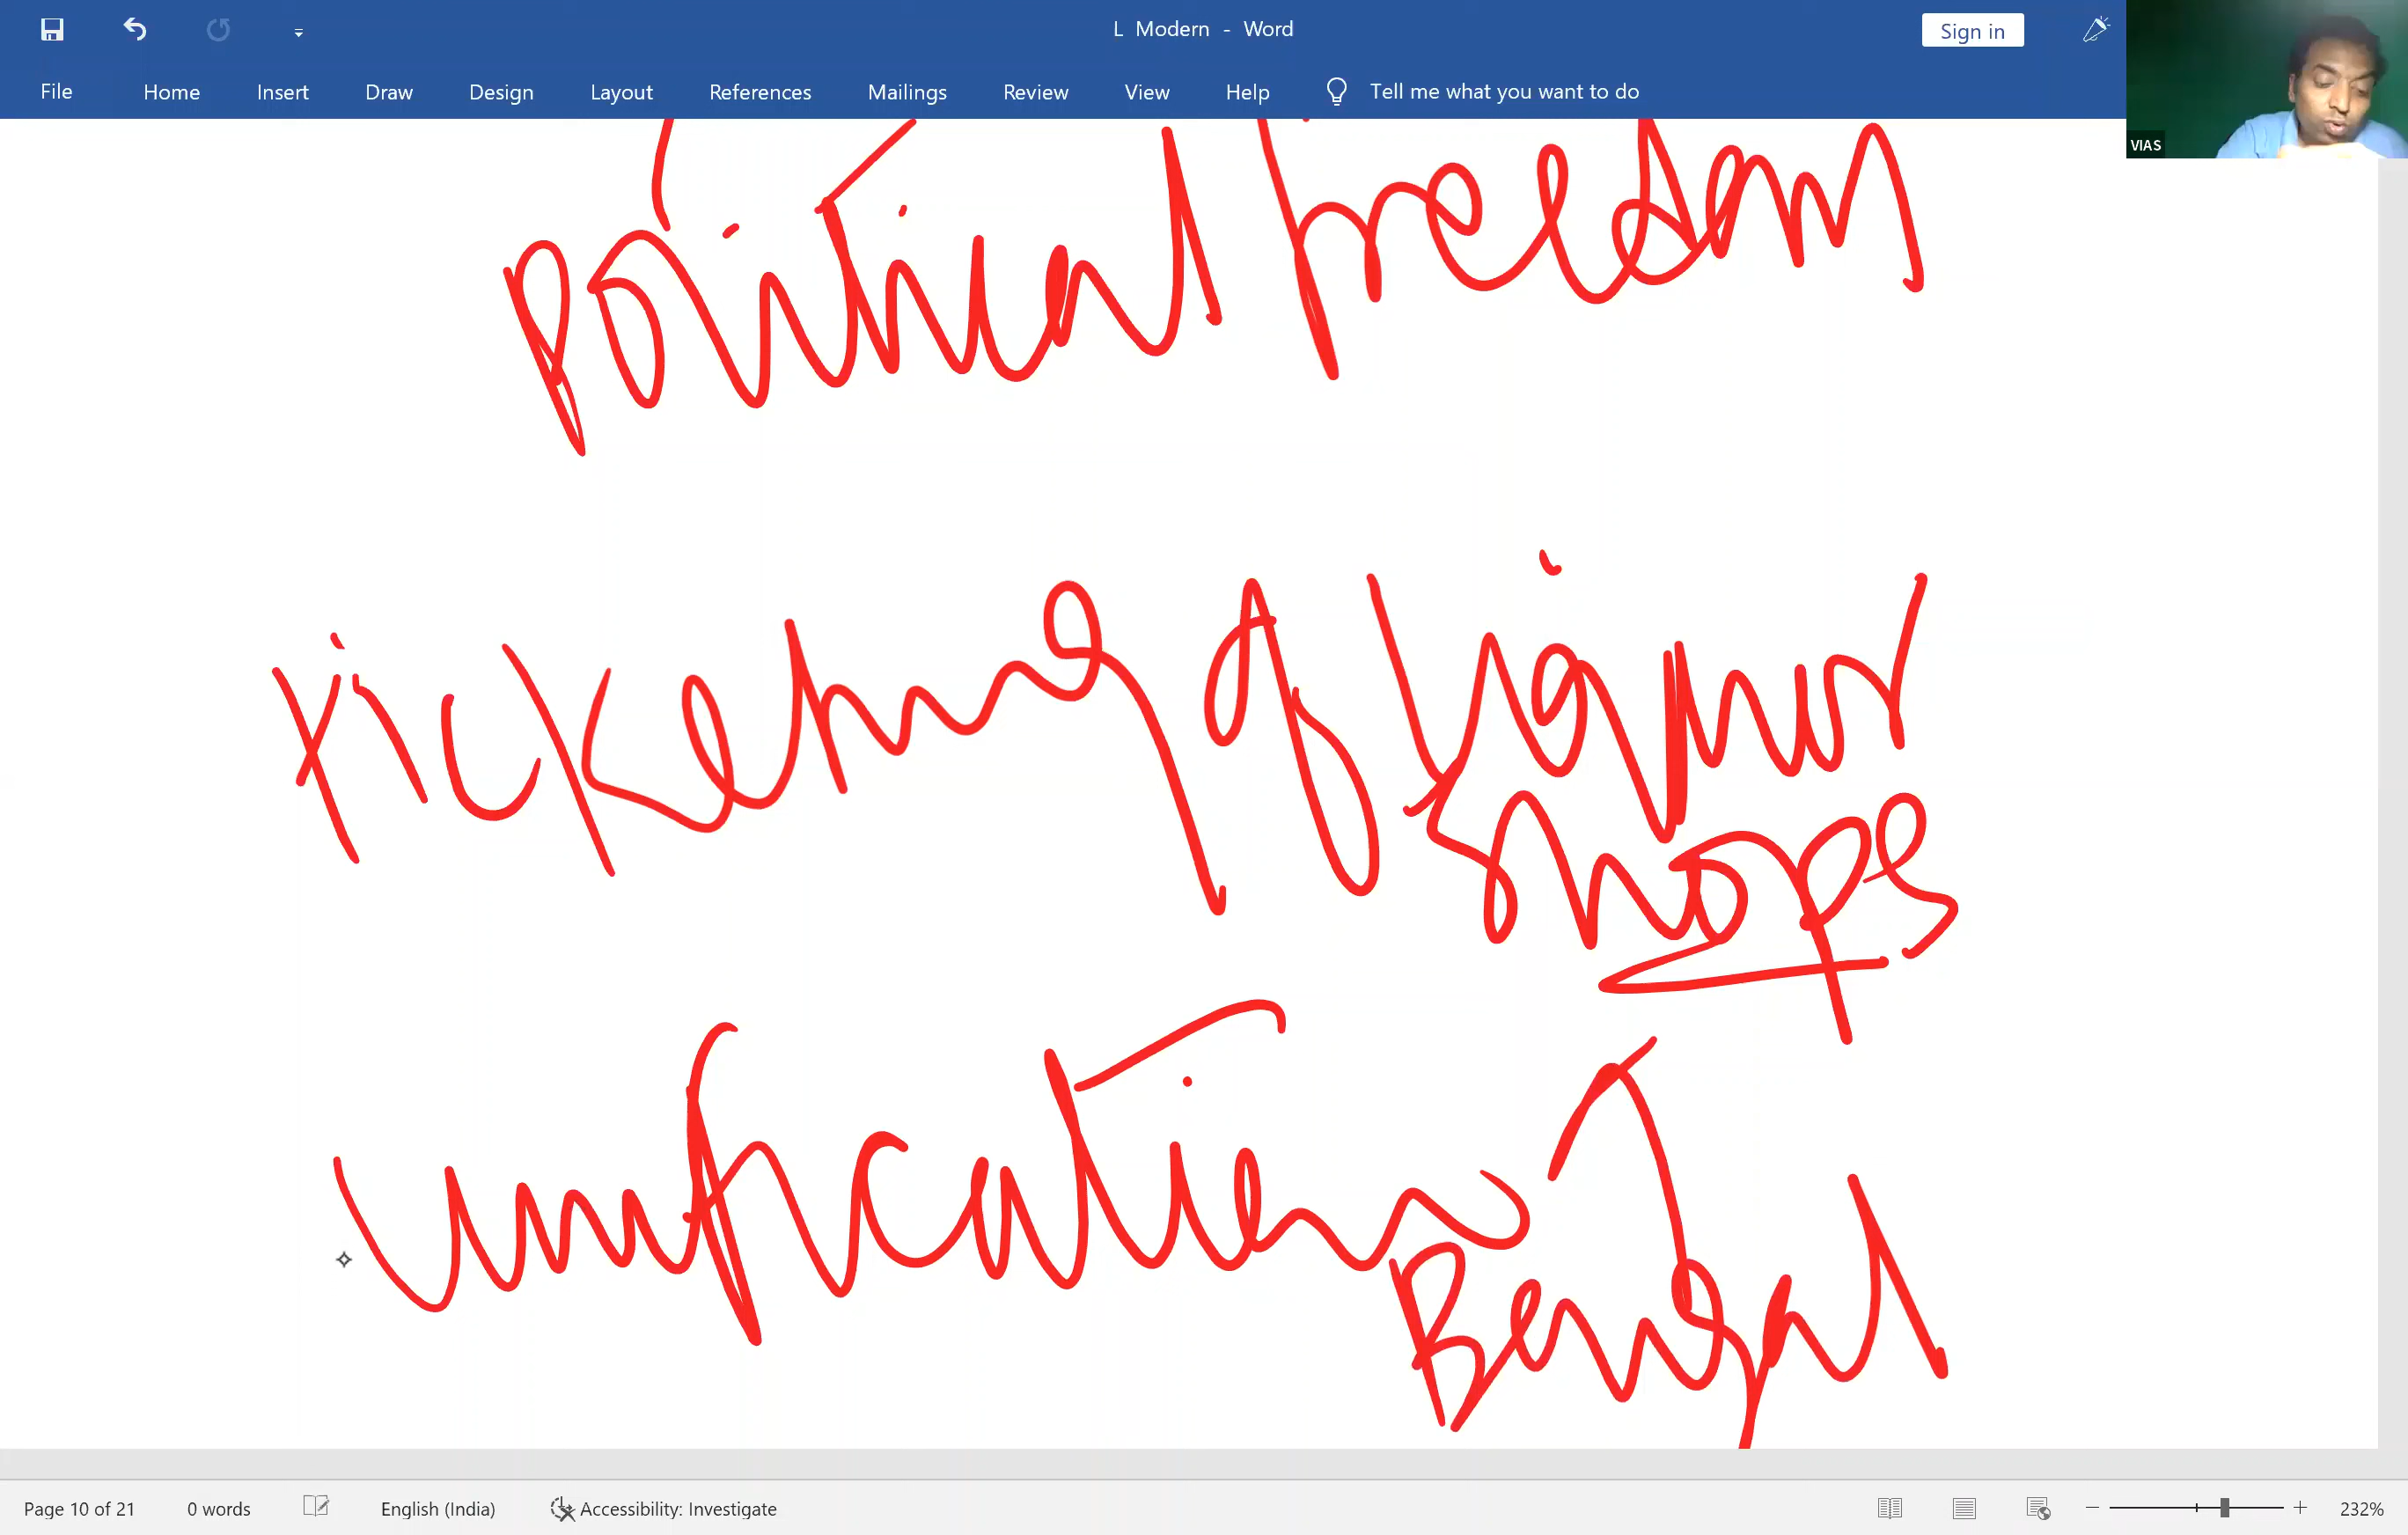 L Modern - Word
Sign in
File Home Insert Draw Design Layout References Mailings Review View Help Tell me what you want to do
VIAS
Political freedom
Picketing of liquor
shops
unification of
Bengal
Page 10 of 21 0 words English (India) Accessibility: Investigate 232%